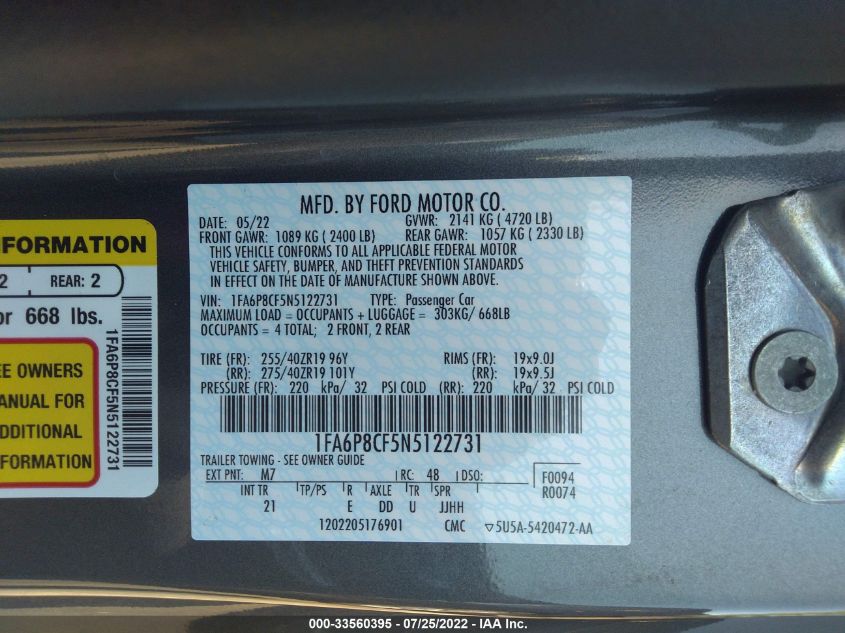 FORMATION
2 REAR: 2
or 668 lbs.
EE OWNERS
MANUAL FOR
ADDITIONAL
FORMATION
1FA6P8CF5N5122731
MFD. BY FORD MOTOR CO.
DATE: 05/22 GVWR: 2141 KG ( 4720 LB)
FRONT GAWR: 1089 KG ( 2400 LB) REAR GAWR: 1057 KG ( 2330 LB)
THIS VEHICLE CONFORMS TO ALL APPLICABLE FEDERAL MOTOR
VEHICLE SAFETY, BUMPER, AND THEFT PREVENTION STANDARDS
IN EFFECT ON THE DATE OF MANUFACTURE SHOWN ABOVE.
VIN: 1FA6P8CF5N5122731 TYPE: Passenger Car
MAXIMUM LOAD = OCCUPANTS + LUGGAGE = 303KG/ 668LB
OCCUPANTS = 4 TOTAL; 2 FRONT, 2 REAR
TIRE (FR): 255/40ZR19 96Y RIMS (FR): 19x9.0J
(RR): 275/40ZR19 101Y (RR): 19x9.5J
PRESSURE (FR): 220 kPa/ 32 PSI COLD (RR): 220 kPa/ 32 PSI COLD
1FA6P8CF5N5122731
TRAILER TOWING - SEE OWNER GUIDE
EXT PNT: M7 RC: 48 DSO: F0094
R0074
INT TR TP/PS R AXLE TR SPR
21 E DD U JJHH
1202205176901 CMC ▽5U5A-5420472-AA
000-33560395 - 07/25/2022 - IAA Inc.